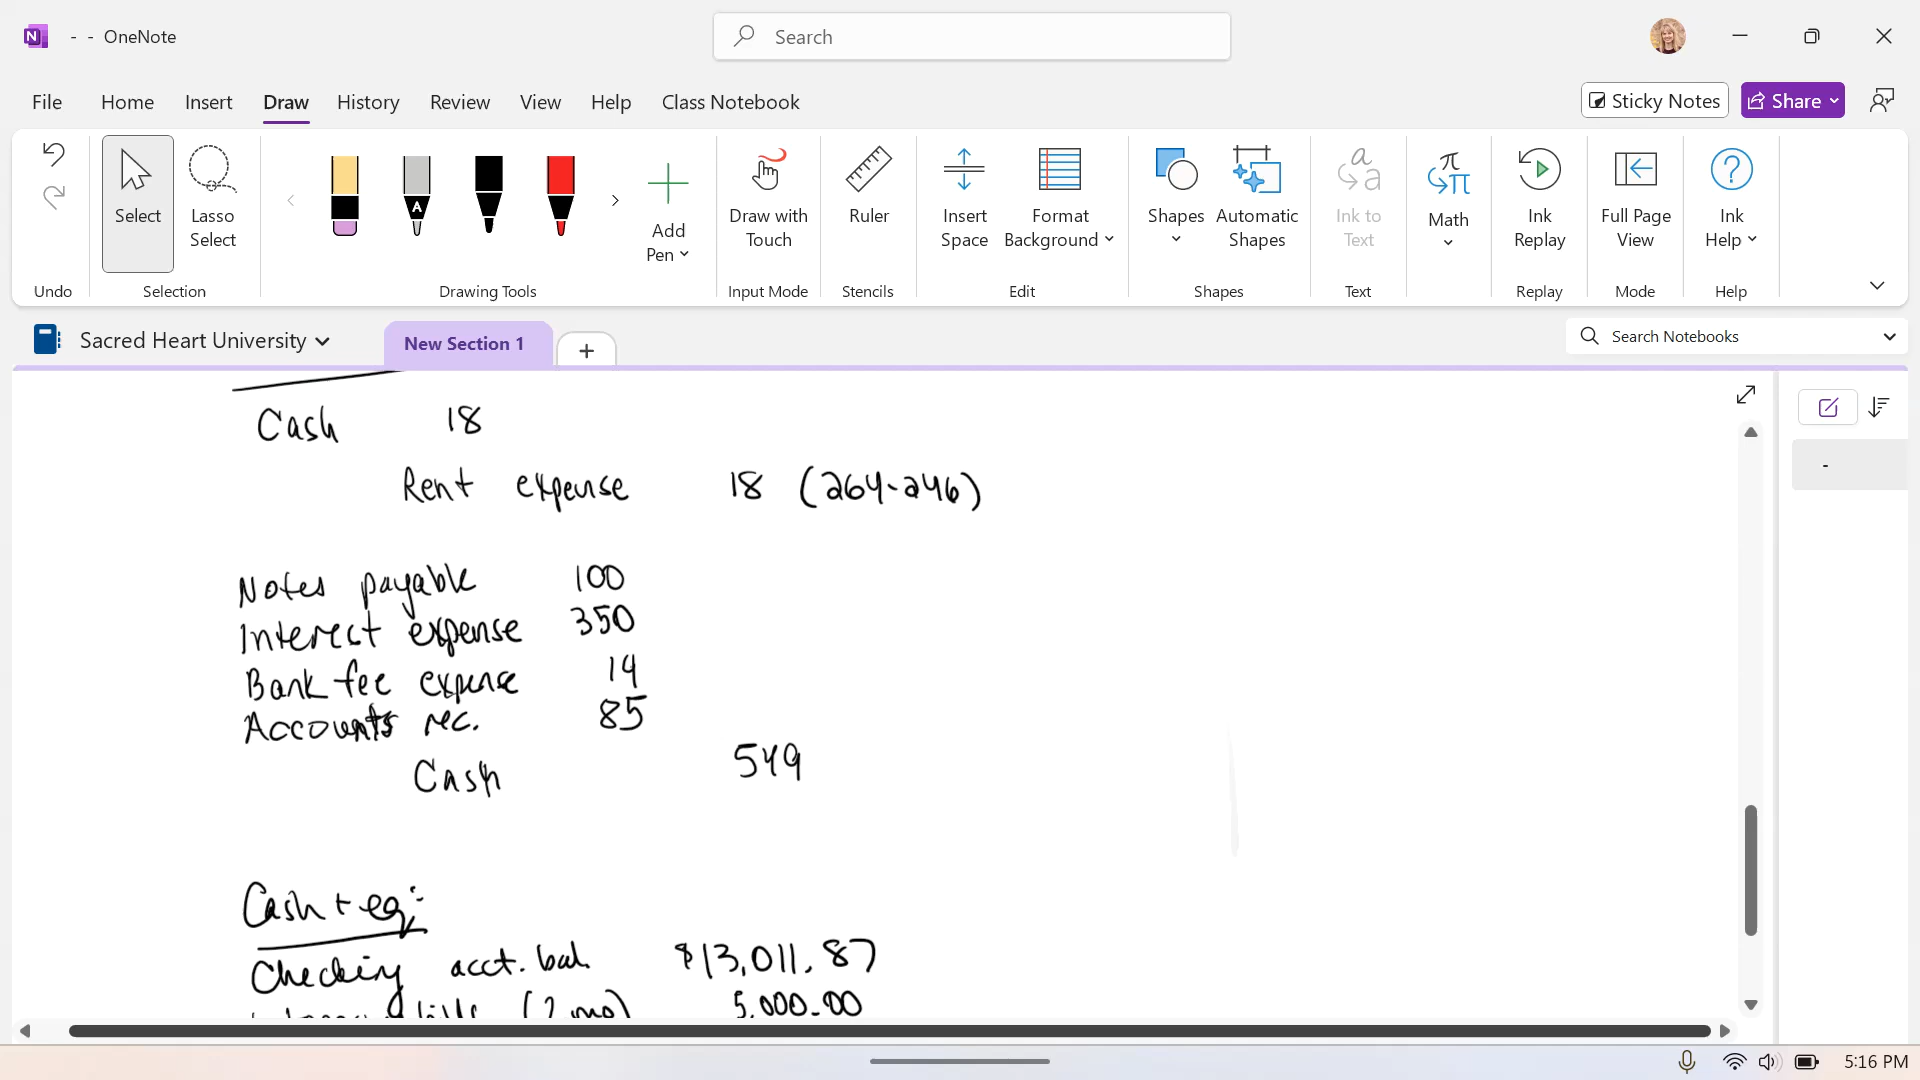 - - OneNote
Search
File Home Insert Draw History Review View Help Class Notebook
Sticky Notes Share
Select
Lasso Select
A
Add Pen
Draw with Touch
Ruler
Insert Space
Format Background
Shapes
Automatic Shapes
Ink to Text
Math
Ink Replay
Full Page View
Ink Help
Undo Selection Drawing Tools Input Mode Stencils Edit Shapes Text Replay Mode Help
Sacred Heart University
New Section 1
Search Notebooks
-
Cash 18
Rent expense 18 (264-246)
Notes payable 100
Interest expense 350
Bank fee expense 14
Accounts rec. 85
Cash 549
Cash + eq:
Checking acct. bal. $13,011.87
(2 mo) 5,000.00
5:16 PM